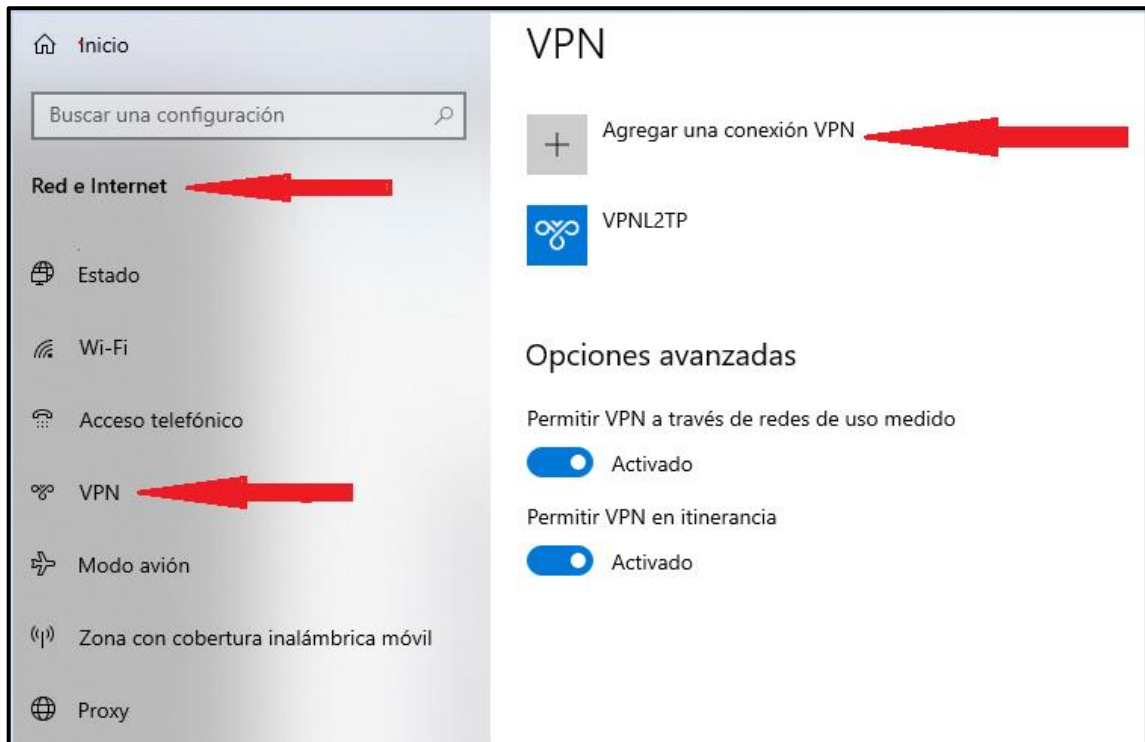 Inicio
Buscar una configuración
Red e Internet
Estado
Wi-Fi
Acceso telefónico
VPN
Modo avión
Zona con cobertura inalámbrica móvil
Proxy
VPN
Agregar una conexión VPN
VPNL2TP
Opciones avanzadas
Permitir VPN a través de redes de uso medido
Activado
Permitir VPN en itinerancia
Activado